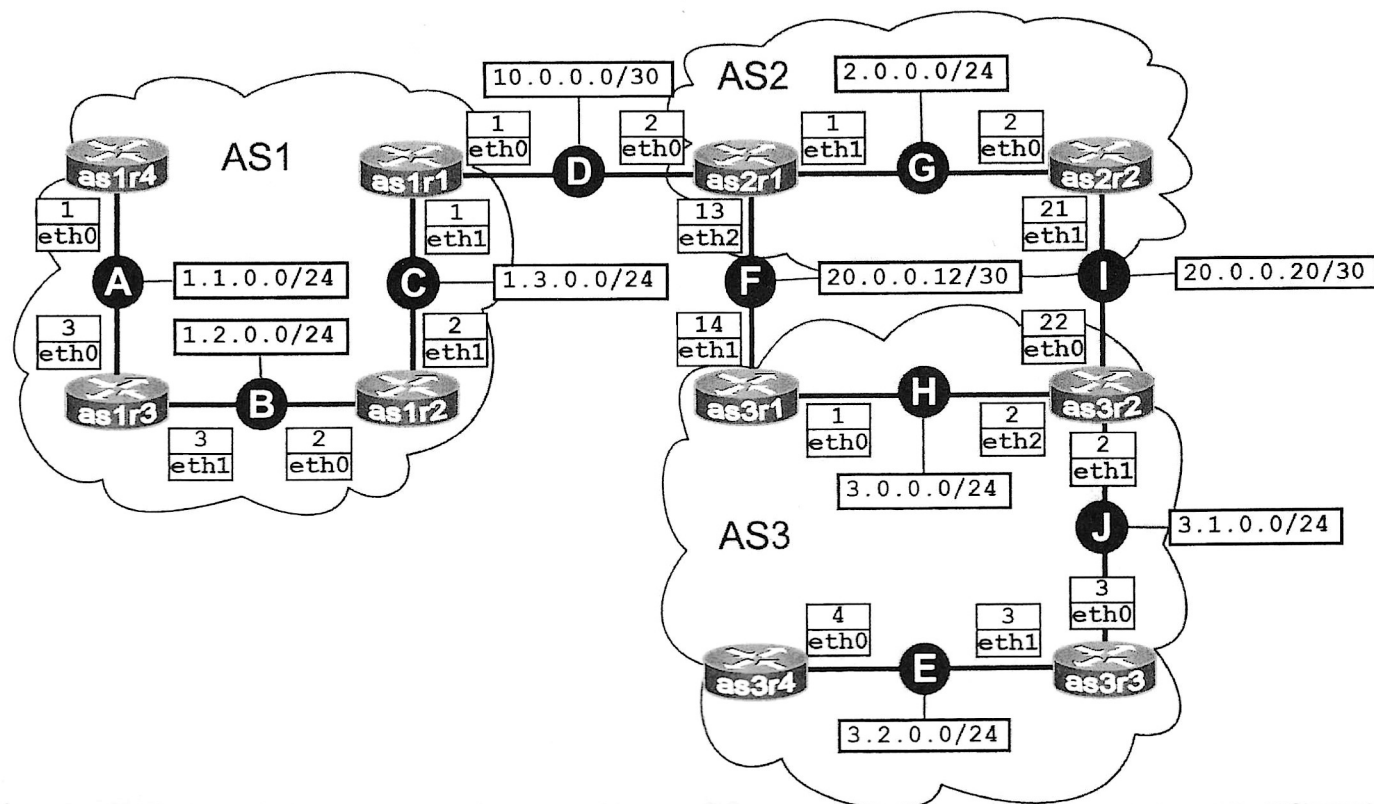 AS2
10.0.0.0/30
2.0.0.0/24
AS1
1
eth0
2
eth0
1
eth1
2
eth0
as1r4
as1r1
D
as2r1
G
as2r2
1
eth0
1
eth1
13
eth2
21
eth1
A
1.1.0.0/24
C
1.3.0.0/24
F
20.0.0.12/30
I
20.0.0.20/30
3
eth0
1.2.0.0/24
2
eth1
14
eth1
22
eth0
as1r3
B
as1r2
as3r1
H
as3r2
3
eth1
2
eth0
1
eth0
2
eth2
2
eth1
3.0.0.0/24
AS3
J
3.1.0.0/24
4
eth0
3
eth1
3
eth0
as3r4
E
as3r3
3.2.0.0/24